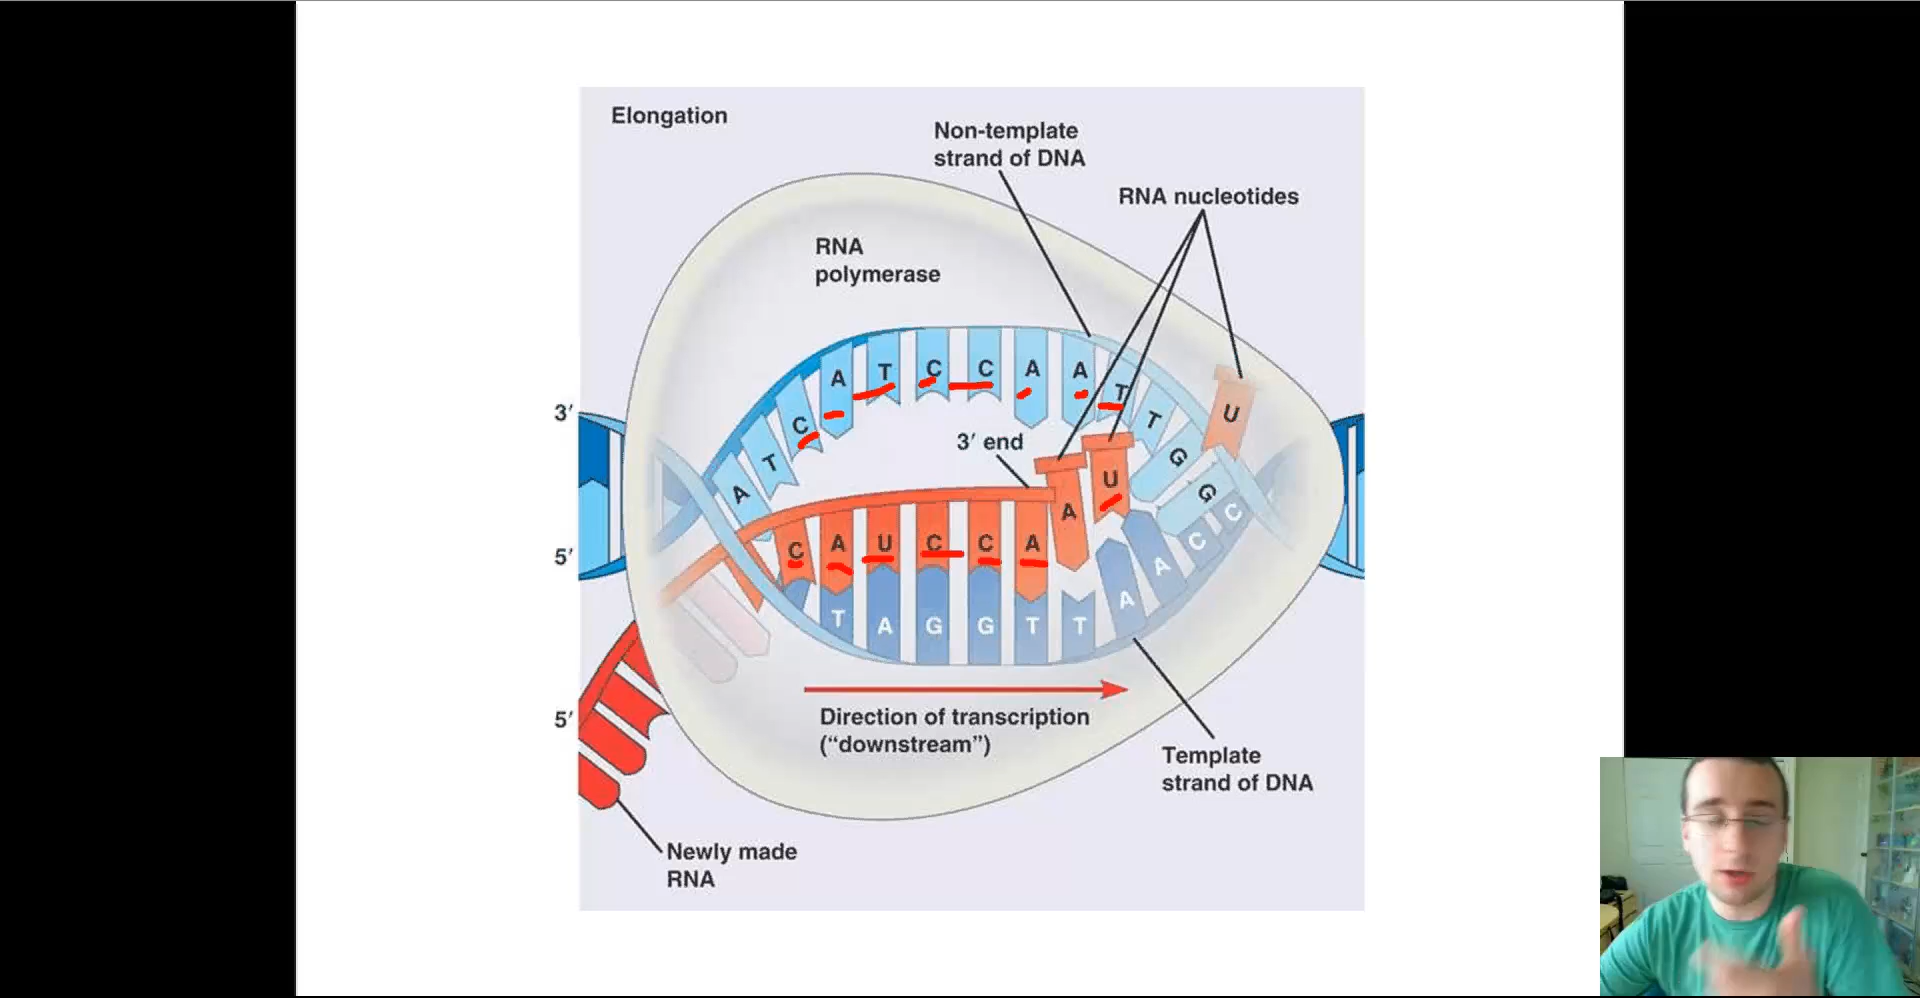 Elongation
Non-template
strand of DNA
RNA nucleotides
RNA
polymerase
A T C A T C C A A T T G G
U
3′
3′ end
U
A
C A U C C A
5′
T A G G T T A A C C
5′
Direction of transcription
(“downstream”)
Template
strand of DNA
Newly made
RNA